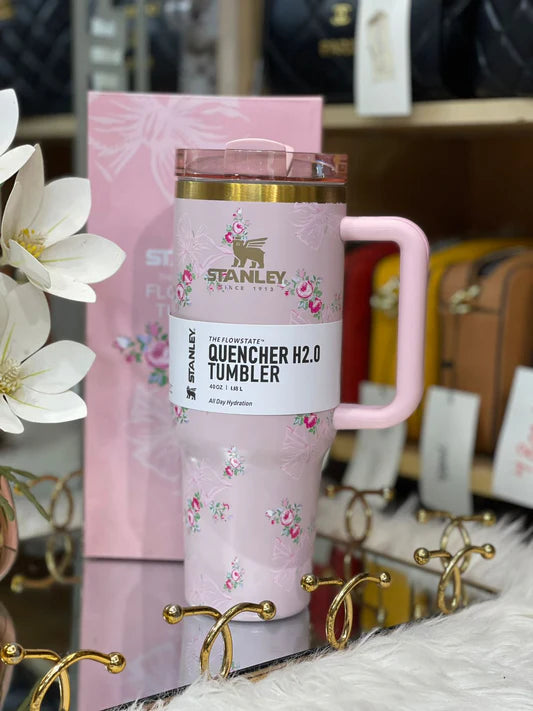 STANLEY
SINCE 1913
STANLEY
THE FLOWSTATE™
QUENCHER H2.0
TUMBLER
40 OZ | 1.18 L
All Day Hydration